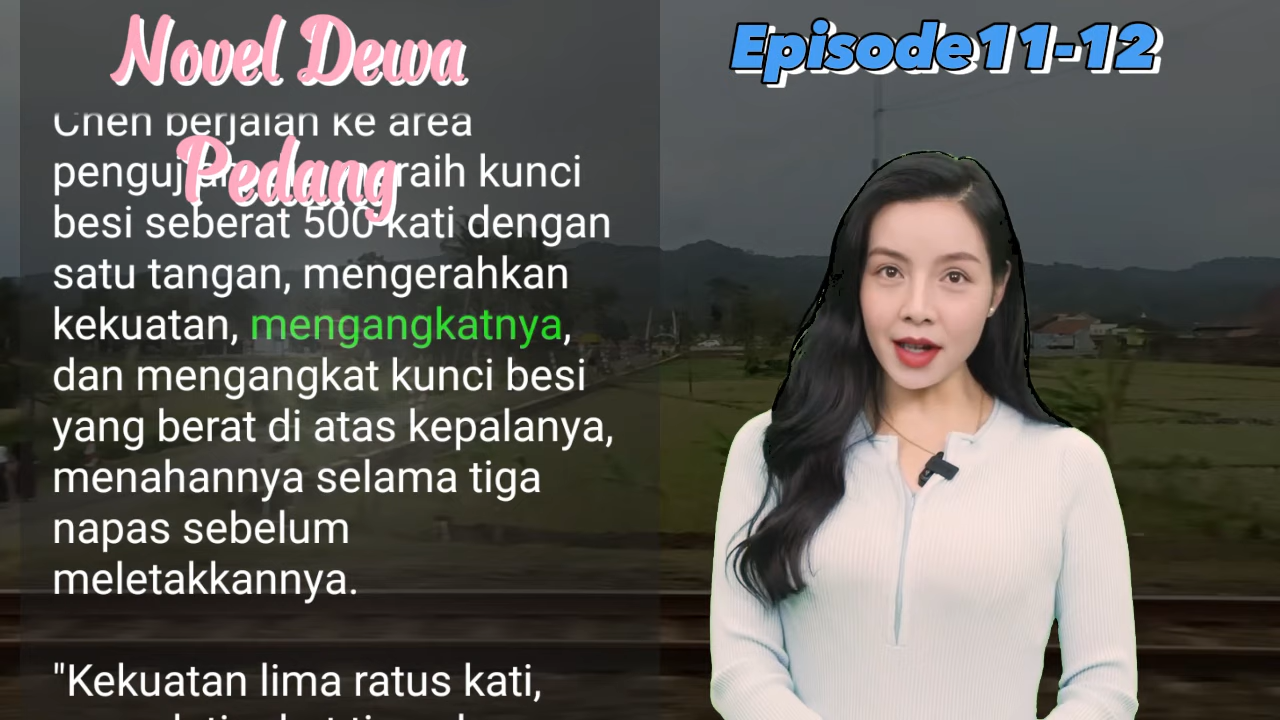 Novel Dewa
Pedang
Episode11-12
Chen berjalan ke area
raih kunci
besi seberat 500 kati dengan
satu tangan, mengerahkan
kekuatan, mengangkatnya,
dan mengangkat kunci besi
yang berat di atas kepalanya,
menahannya selama tiga
napas sebelum
meletakkannya.
"Kekuatan lima ratus kati,